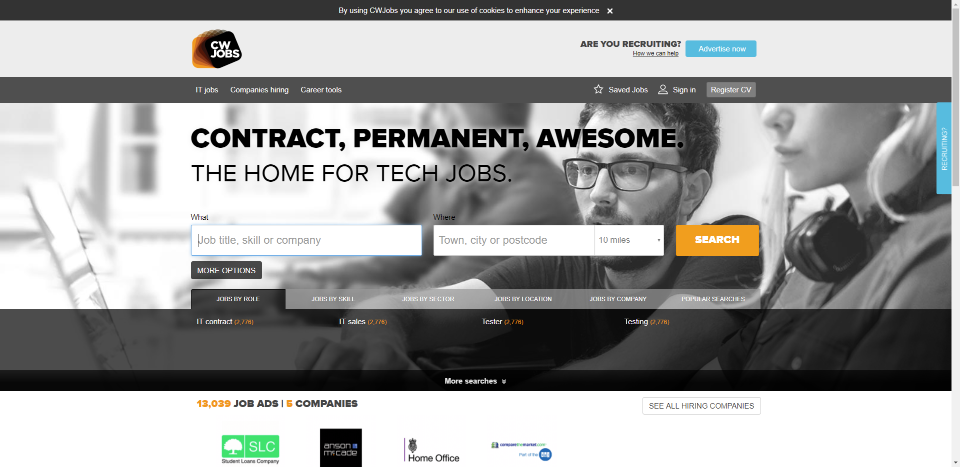 By using CWJobs you agree to our use of cookies to enhance your experience ×
CW
JOBS
ARE YOU RECRUITING?
How we can help
Advertise now
IT jobs Companies hiring Career tools Saved Jobs Sign in Register CV
RECRUITING?
CONTRACT, PERMANENT, AWESOME.
THE HOME FOR TECH JOBS.
What Where
Job title, skill or company Town, city or postcode 10 miles SEARCH
MORE OPTIONS
JOBS BY ROLE JOBS BY SKILL JOBS BY SECTOR JOBS BY LOCATION JOBS BY COMPANY POPULAR SEARCHES
IT contract (2,776) IT sales (2,776) Tester (2,776) Testing (2,776)
More searches
13,039 JOB ADS | 5 COMPANIES SEE ALL HIRING COMPANIES
SLC
Student Loans Company
anson
mccade
Home Office
comparethemarket.com
Part of the